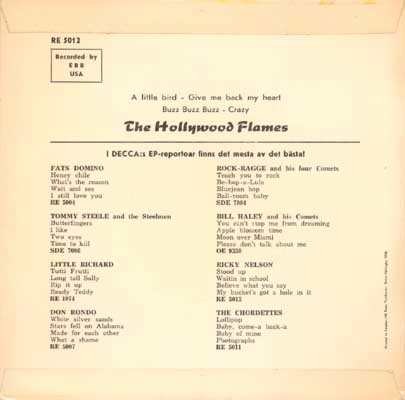 RE 5012
Recorded by
EBB
USA
A little bird - Give me back my heart
Buzz Buzz Buzz - Crazy
The Hollywood Flames
I DECCA:s EP-reportoar finns det mesta av det bästa!
FATS DOMINO
Honey chile
What's the reason
Wait and see
I still love you
RE 5004
TOMMY STEELE and the Steelmen
Butterfingers
I like
Two eyes
Time to kill
SDE 7086
LITTLE RICHARD
Tutti Frutti
Long tall Sally
Rip it up
Ready Teddy
RE 1074
DON RONDO
White silver sands
Stars fell on Alabama
Made for each other
What a shame
RE 5007
ROCK-RAGGE and his four Comets
Teach you to rock
Be-bop-a-Lula
Bluejean bop
Ball-room baby
SDE 7084
BILL HALEY and his Comets
You can't stop me from dreaming
Apple blossom time
Moon over Miami
Please don't talk about me
OE 9350
RICKY NELSON
Stood up
Waitin in school
Believe what you say
My bucket's got a hole in it
RE 5013
THE CHORDETTES
Lollipop
Baby, come-a back-a
Baby of mine
Photographs
RE 5011